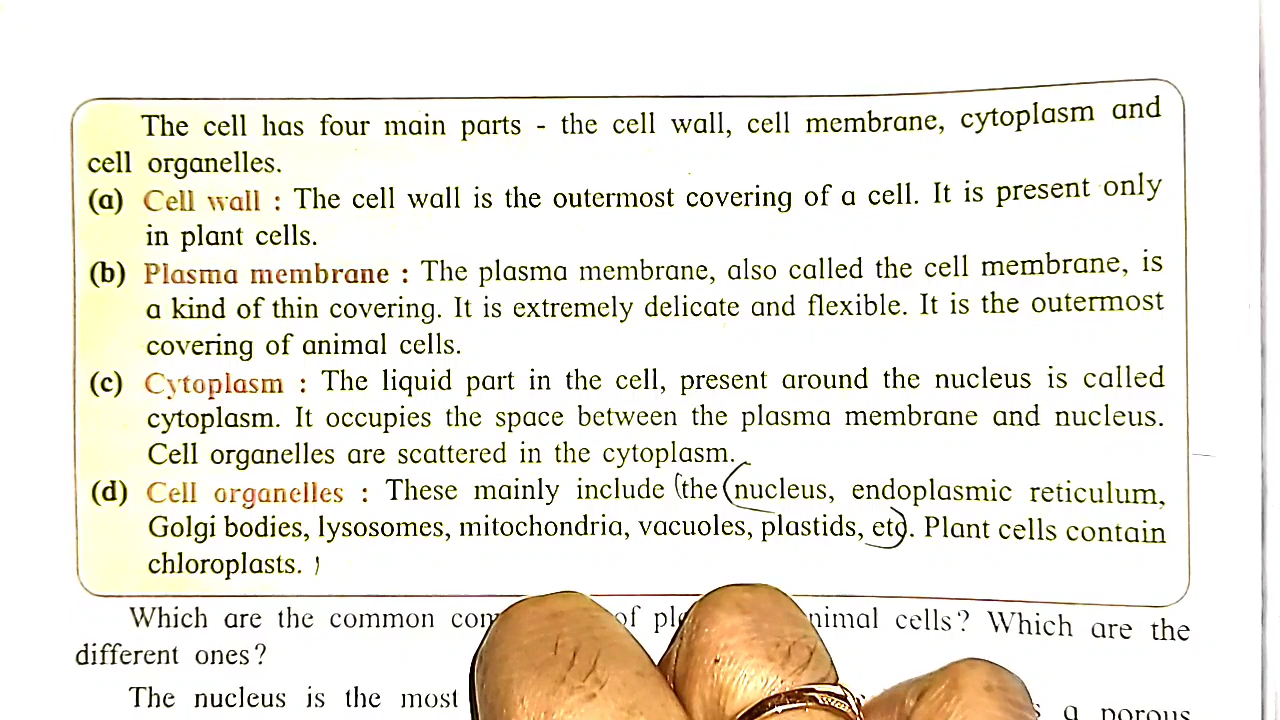 The cell has four main parts - the cell wall, cell membrane, cytoplasm and
cell organelles.
(a) Cell wall : The cell wall is the outermost covering of a cell. It is present only
in plant cells.
(b) Plasma membrane : The plasma membrane, also called the cell membrane, is
a kind of thin covering. It is extremely delicate and flexible. It is the outermost
covering of animal cells.
(c) Cytoplasm : The liquid part in the cell, present around the nucleus is called
cytoplasm. It occupies the space between the plasma membrane and nucleus.
Cell organelles are scattered in the cytoplasm.
(d) Cell organelles : These mainly include (the (nucleus, endoplasmic reticulum,
Golgi bodies, lysosomes, mitochondria, vacuoles, plastids, etc). Plant cells contain
chloroplasts.
Which are the common of cells? Which are the
different ones?
The nucleus is the most a porous